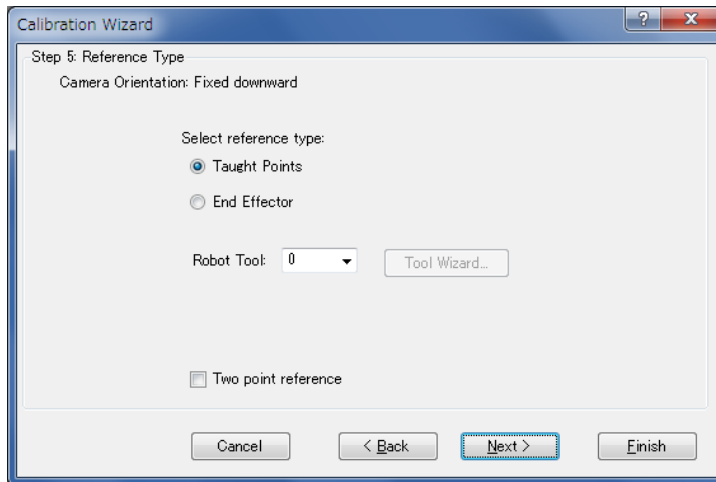 Calibration Wizard
Step 5: Reference Type
Camera Orientation: Fixed downward
Select reference type:
Taught Points
End Effector
Robot Tool: 0 Tool Wizard...
Two point reference
Cancel < Back Next > Finish